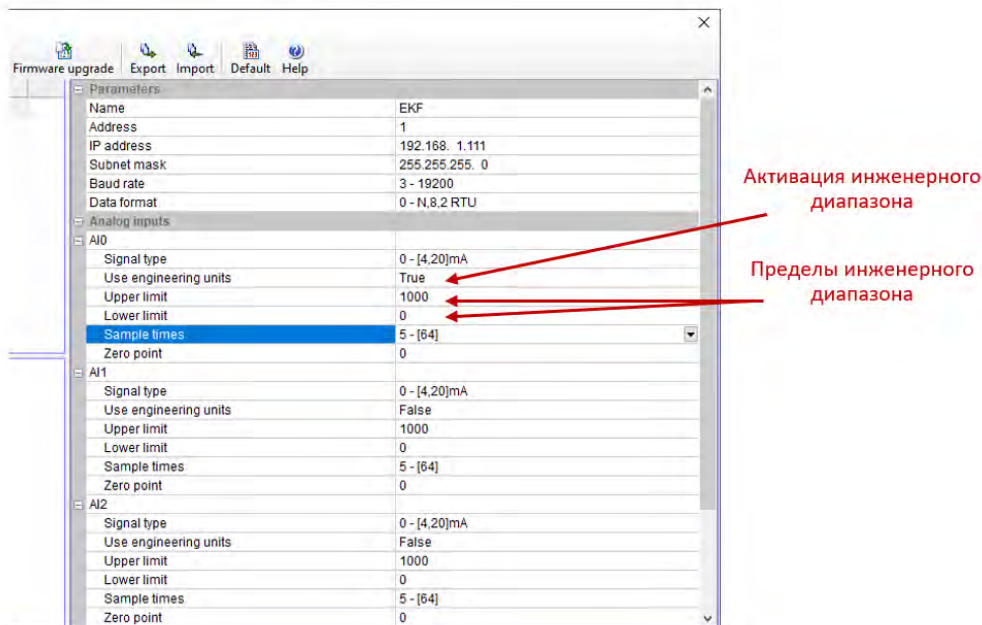 Firmware upgrade Export Import Default Help
Parameters
Name EKF
Address 1
IP address 192.168. 1.111
Subnet mask 255.255.255. 0
Baud rate 3 - 19200
Data format 0 - N,8,2 RTU
Analog inputs
AI0
Signal type 0 - [4,20]mA
Use engineering units True
Upper limit 1000
Lower limit 0
Sample times 5 - [64]
Zero point 0
AI1
Signal type 0 - [4,20]mA
Use engineering units False
Upper limit 1000
Lower limit 0
Sample times 5 - [64]
Zero point 0
AI2
Signal type 0 - [4,20]mA
Use engineering units False
Upper limit 1000
Lower limit 0
Sample times 5 - [64]
Zero point 0
Активация инженерного
диапазона
Пределы инженерного
диапазона